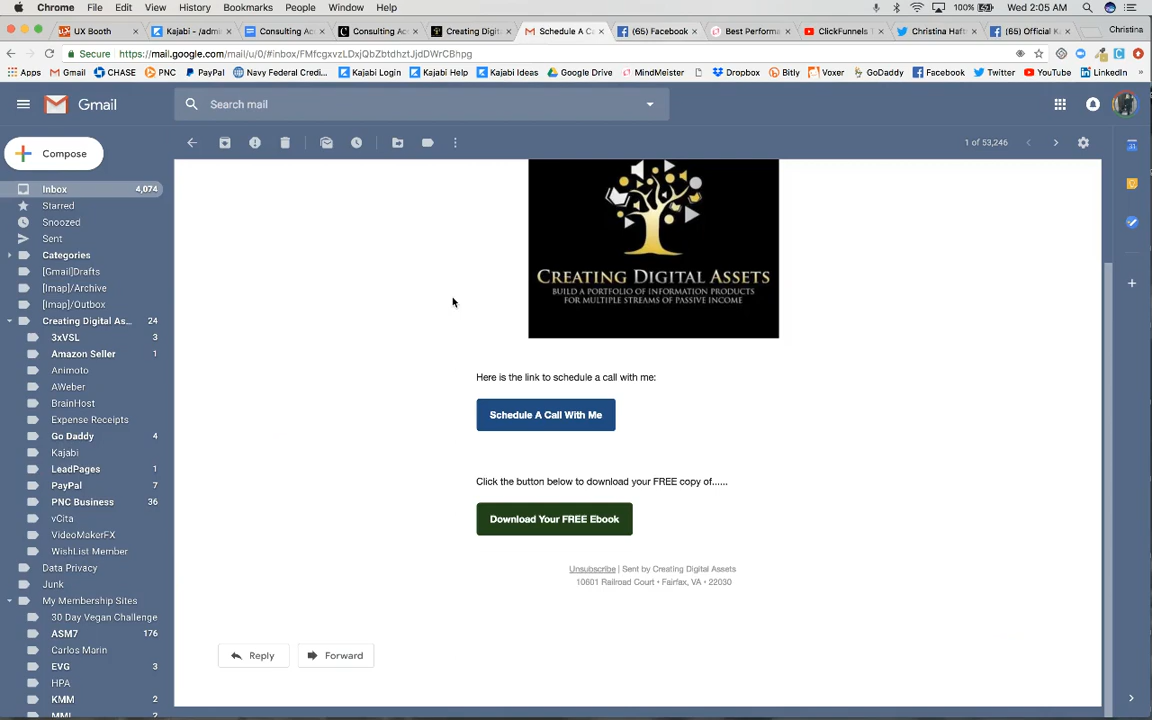 Chrome File Edit View History Bookmarks People Window Help 100% Wed 2:05 AM
UX Booth Kajabi - /admi Consulting Acc Consulting Acc Creating Digital Schedule A Ca (65) Facebook Best Performa ClickFunnels Christina Haft (65) Official Ka Christina
Secure https://mail.google.com/mail/u/0/#inbox/FMfcgxvzLDxjQbZbtdhztJjdDWrCBhpg
Apps Gmail CHASE PNC PayPal Navy Federal Credi... Kajabi Login Kajabi Help Kajabi Ideas Google Drive MindMeister Dropbox Bitly Voxer GoDaddy Facebook Twitter YouTube LinkedIn
Gmail Search mail
Compose 1 of 53,246
Inbox 4,074
Starred
Snoozed
Sent
Categories
[Gmail]Drafts
[Imap]/Archive
[Imap]/Outbox
Creating Digital As... 24
3xVSL 3
Amazon Seller 1
Animoto
AWeber
BrainHost
Expense Receipts
Go Daddy 4
Kajabi
LeadPages 1
PayPal 7
PNC Business 36
vCita
VideoMakerFX
WishList Member
Data Privacy
Junk
My Membership Sites
30 Day Vegan Challenge
ASM7 176
Carlos Marin
EVG 3
HPA
KMM 2
MMI 2
CREATING DIGITAL ASSETS
BUILD A PORTFOLIO OF INFORMATION PRODUCTS
FOR MULTIPLE STREAMS OF PASSIVE INCOME
Here is the link to schedule a call with me:
Schedule A Call With Me
Click the button below to download your FREE copy of......
Download Your FREE Ebook
Unsubscribe | Sent by Creating Digital Assets
10601 Railroad Court • Fairfax, VA • 22030
Reply Forward